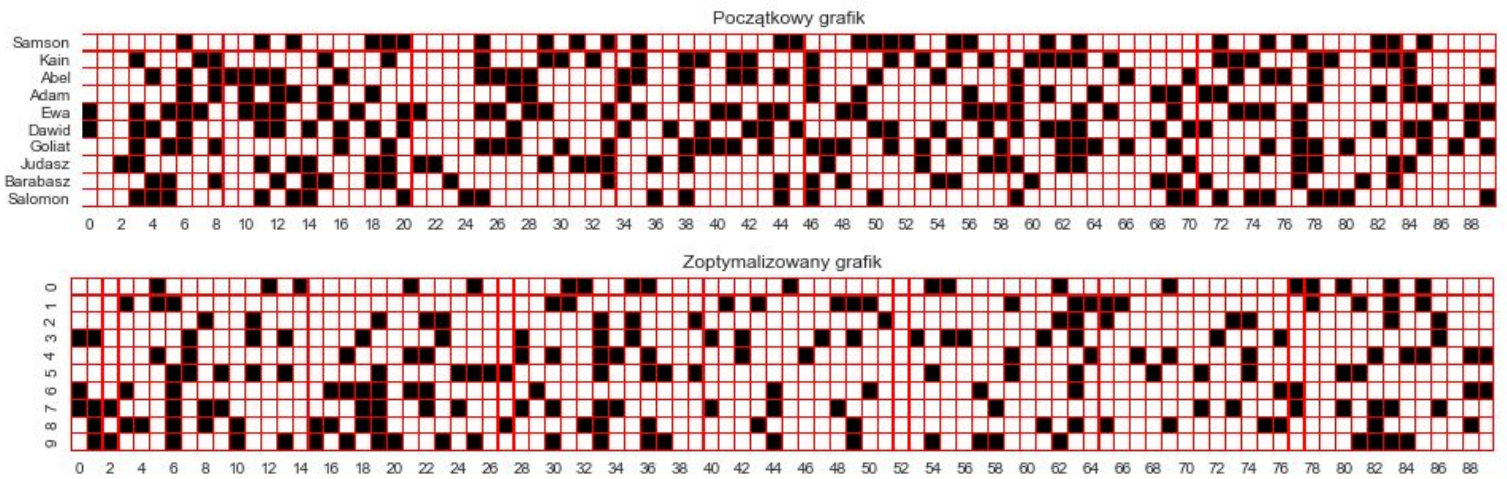 Początkowy grafik
Samson
Kain
Abel
Adam
Ewa
Dawid
Goliat
Judasz
Barabasz
Salomon
0 2 4 6 8 10 12 14 16 18 20 22 24 26 28 30 32 34 36 38 40 42 44 46 48 50 52 54 56 58 60 62 64 66 68 70 72 74 76 78 80 82 84 86 88
Zoptymalizowany grafik
0
1
2
3
4
5
6
7
8
9
0 2 4 6 8 10 12 14 16 18 20 22 24 26 28 30 32 34 36 38 40 42 44 46 48 50 52 54 56 58 60 62 64 66 68 70 72 74 76 78 80 82 84 86 88